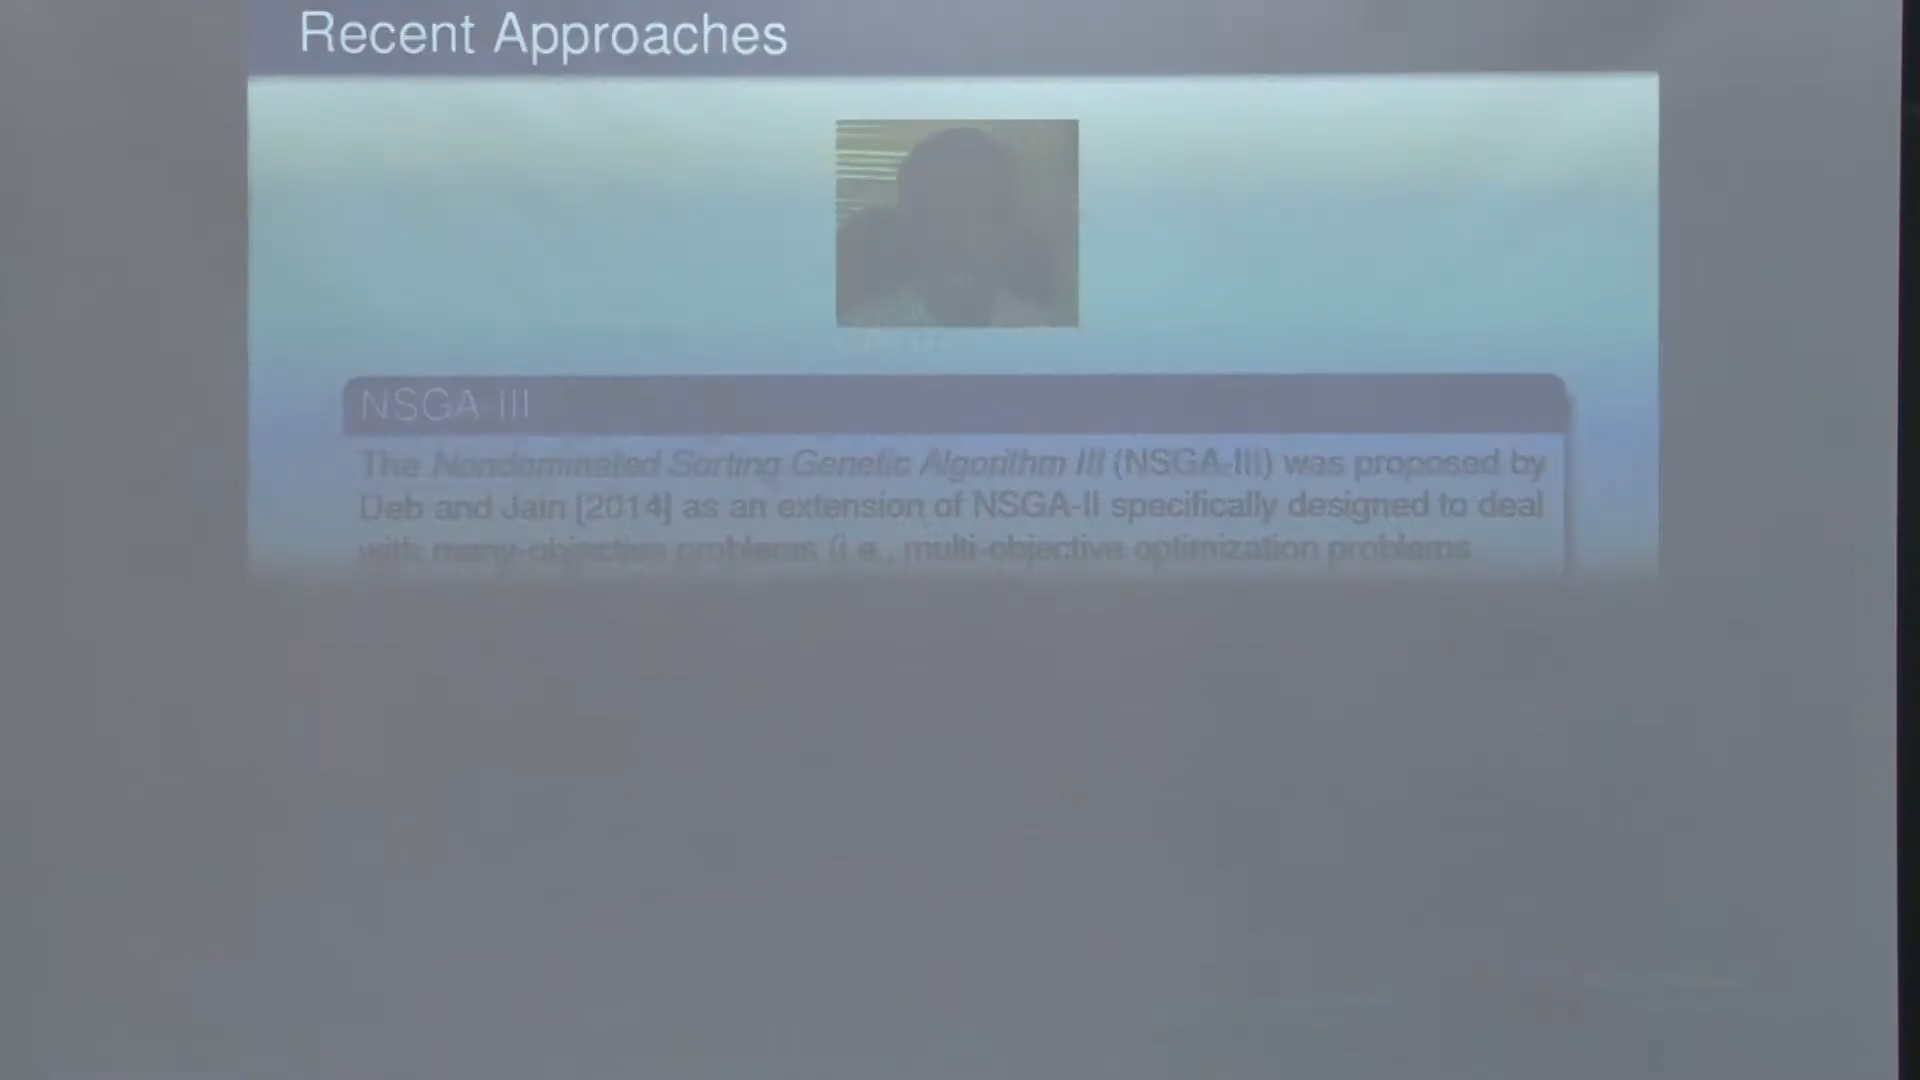 Recent Approaches
NSGA-III
The Nondominated Sorting Genetic Algorithm III (NSGA-III) was proposed by
Deb and Jain [2014] as an extension of NSGA-II specifically designed to deal
with many-objective problems (i.e., multi-objective optimization problems